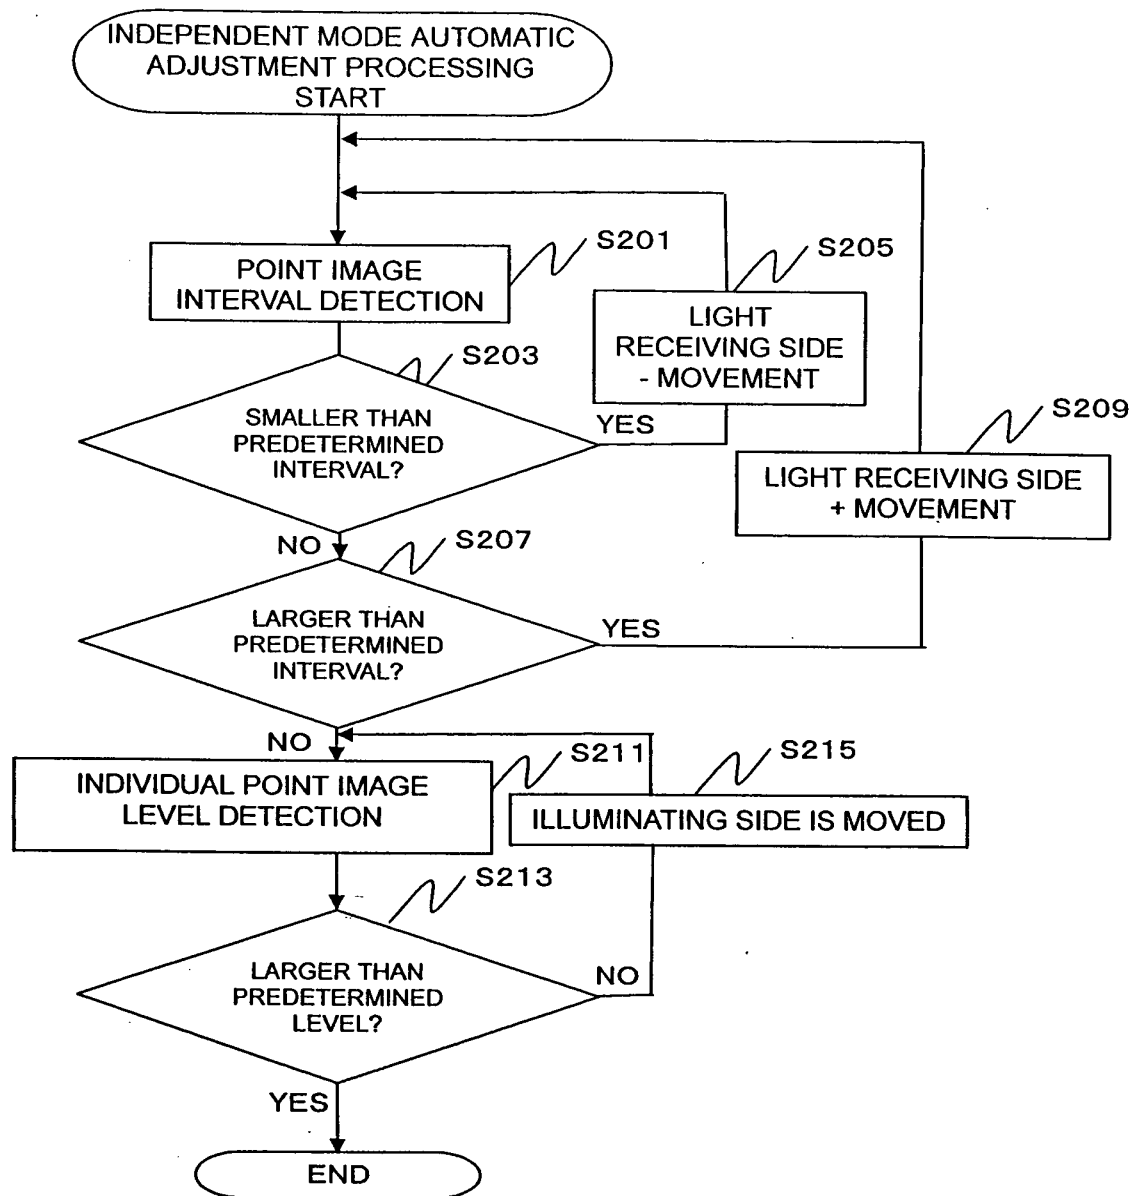 INDEPENDENT MODE AUTOMATIC
ADJUSTMENT PROCESSING
START
S201
POINT IMAGE
INTERVAL DETECTION
S205
LIGHT
RECEIVING SIDE
- MOVEMENT
S203
SMALLER THAN
PREDETERMINED
INTERVAL?
YES
S209
LIGHT RECEIVING SIDE
+ MOVEMENT
NO
S207
LARGER THAN
PREDETERMINED
INTERVAL?
YES
NO
S211
INDIVIDUAL POINT IMAGE
LEVEL DETECTION
S215
ILLUMINATING SIDE IS MOVED
S213
LARGER THAN
PREDETERMINED
LEVEL?
NO
YES
END